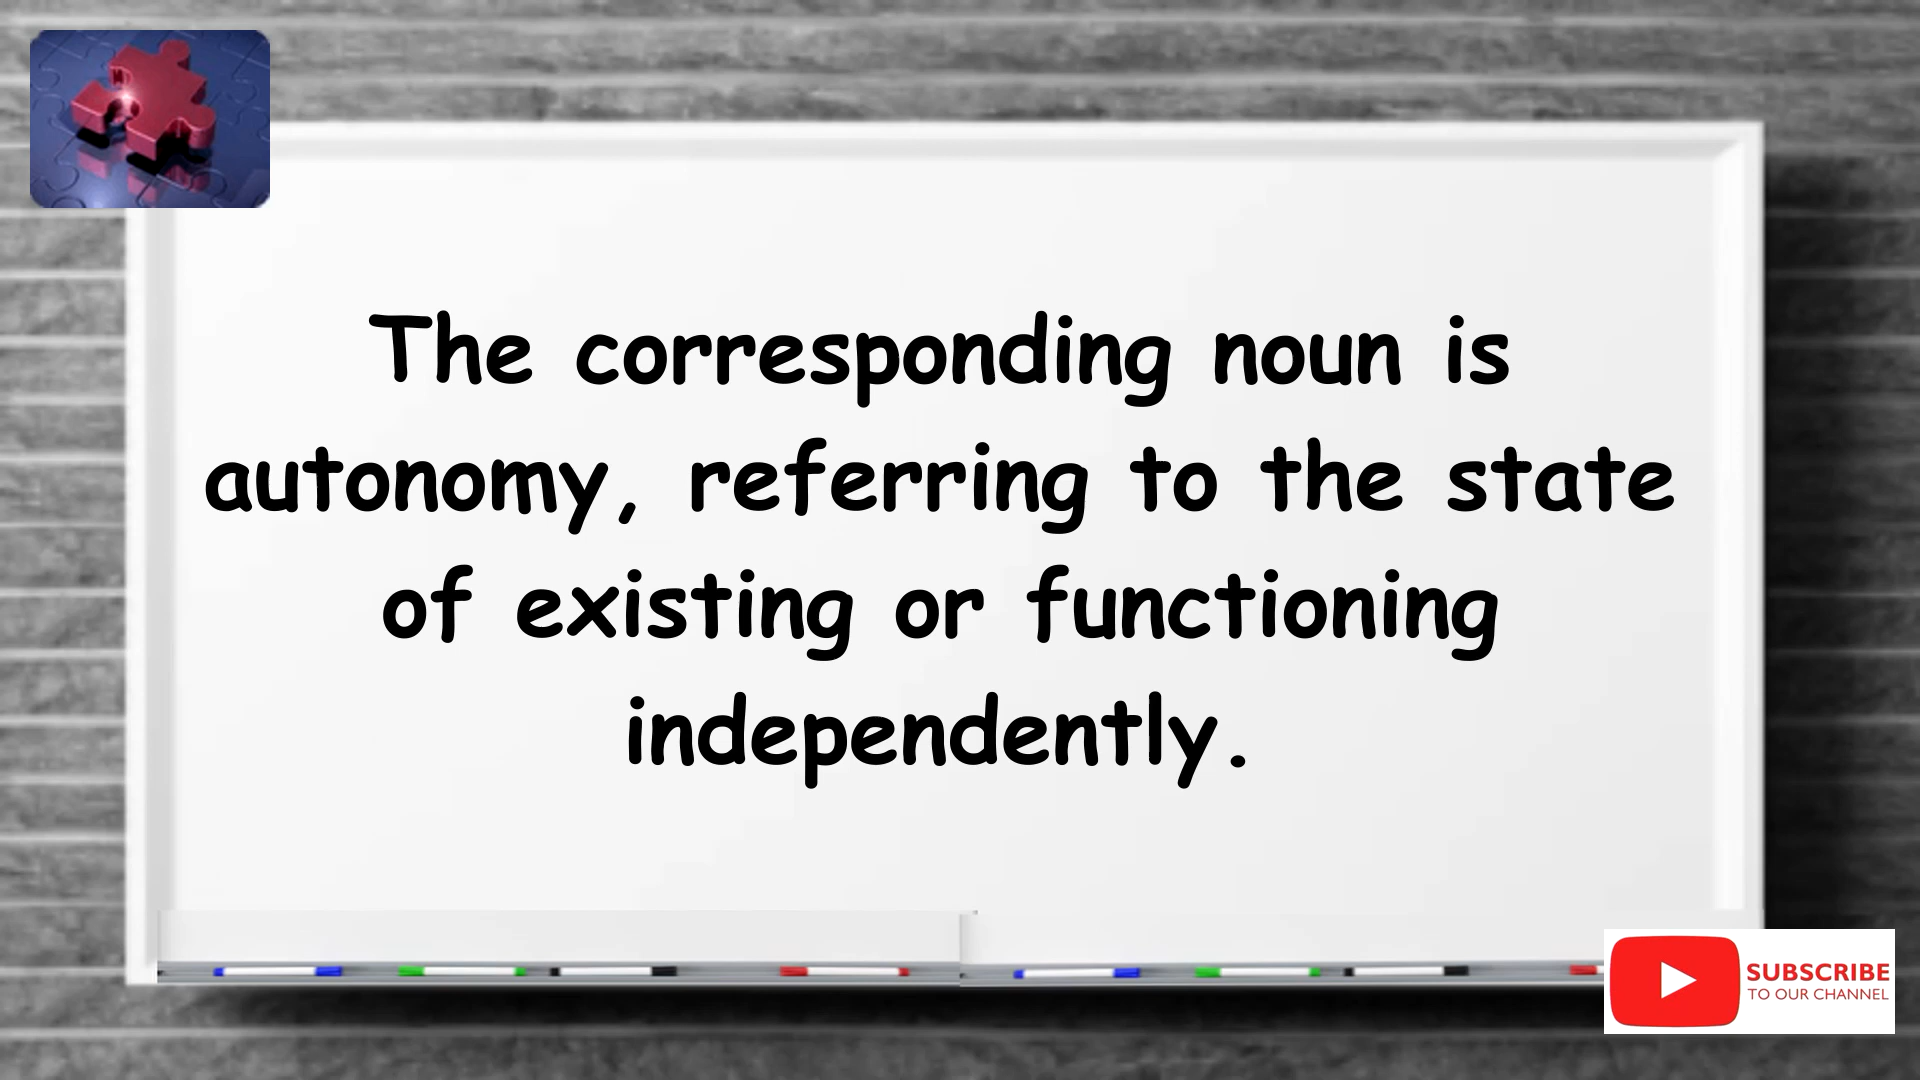 The corresponding noun is
autonomy, referring to the state
of existing or functioning
independently.
SUBSCRIBE
TO OUR CHANNEL